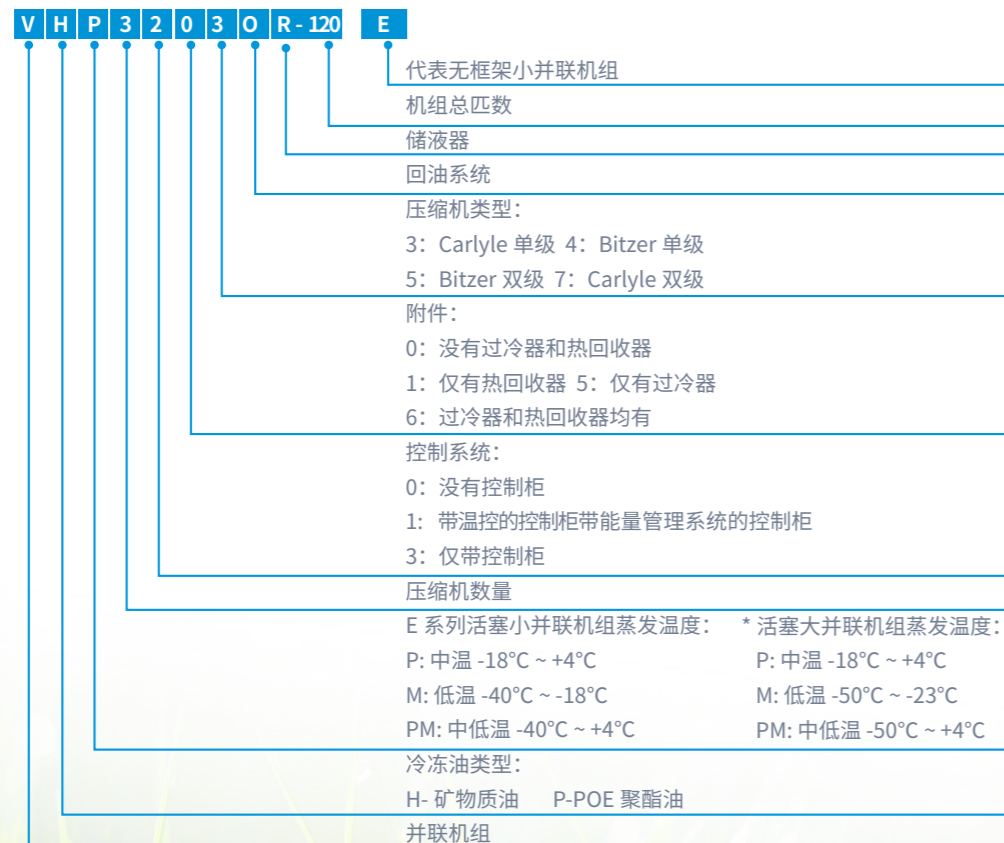 VHP32030R-120 E
代表无框架小并联机组
机组总匹数
储液器
回油系统
压缩机类型：
3：Carlyle 单级 4：Bitzer 单级
5：Bitzer 双级 7：Carlyle 双级
附件：
0：没有过冷器和热回收器
1：仅有热回收器 5：仅有过冷器
6：过冷器和热回收器均有
控制系统：
0：没有控制柜
1: 带温控的控制柜带能量管理系统的控制柜
3：仅带控制柜
压缩机数量
E 系列活塞小并联机组蒸发温度： * 活塞大并联机组蒸发温度：
P: 中温 -18℃ ~ +4℃ P: 中温 -18℃ ~ +4℃
M: 低温 -40℃ ~ -18℃ M: 低温 -50℃ ~ -23℃
PM: 中低温 -40℃ ~ +4℃ PM: 中低温 -50℃ ~ +4℃
冷冻油类型：
H- 矿物质油 P-POE 聚酯油
并联机组